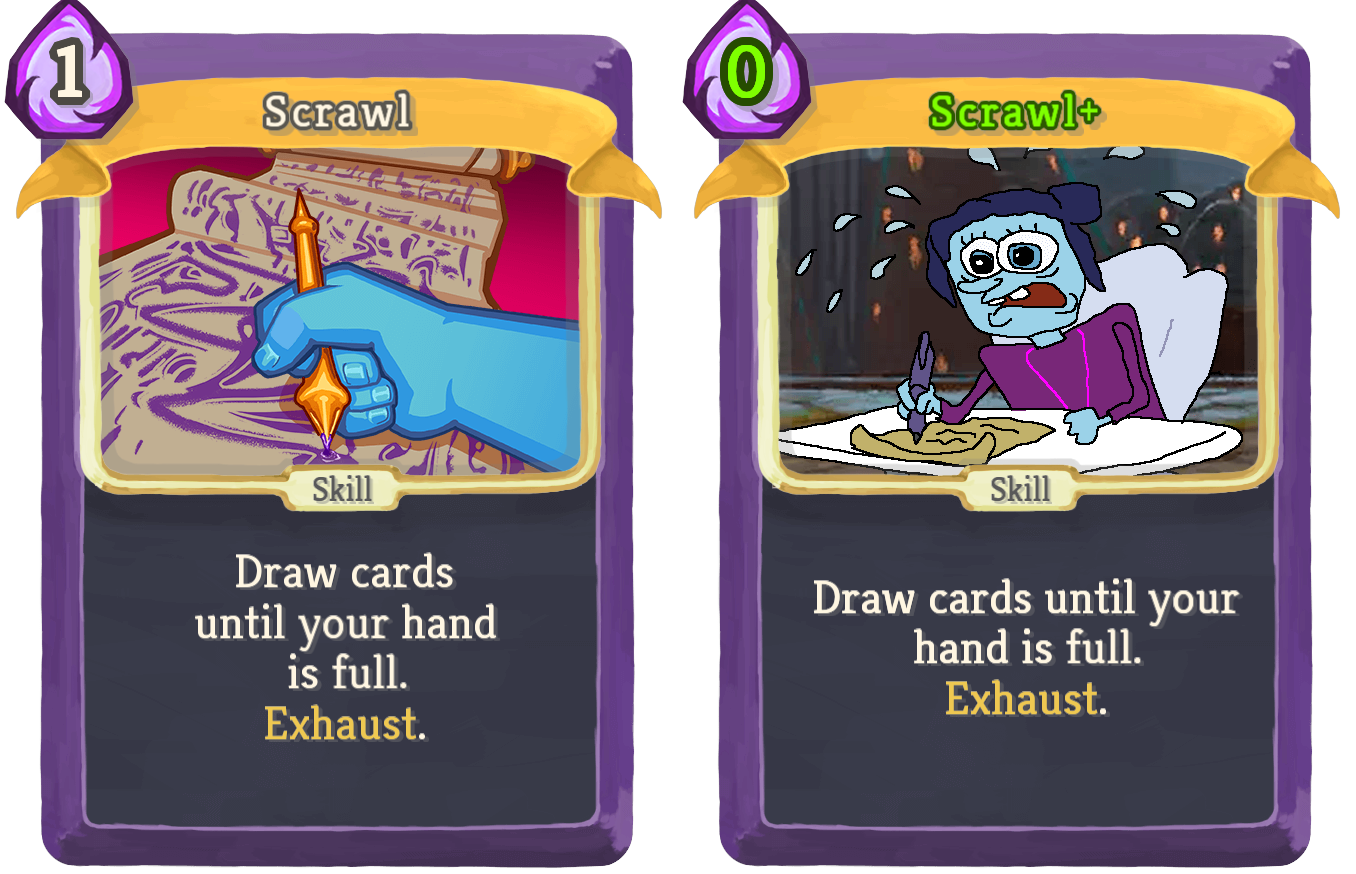 1
Scrawl
Skill
Draw cards
until your hand
is full.
Exhaust.
0
Scrawl+
Skill
Draw cards until your
hand is full.
Exhaust.